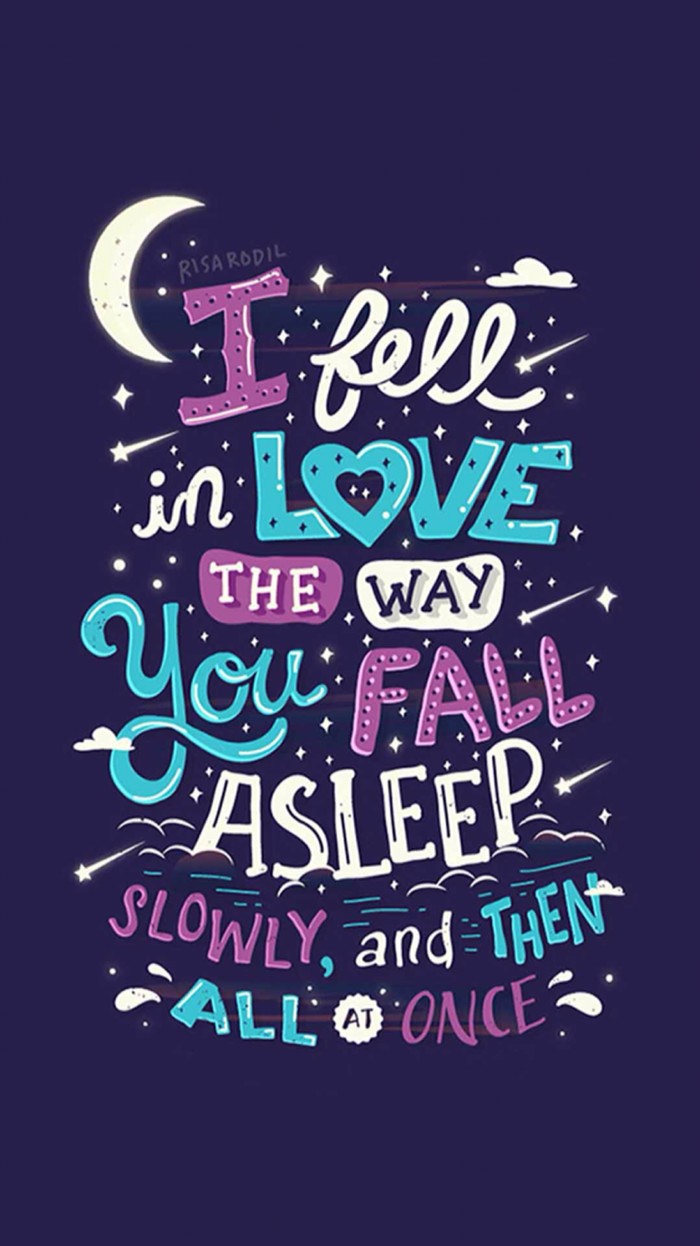 RISARODIL
I fell
in LOVE
THE WAY
You FALL
ASLEEP
SLOWLY, and THEN
ALL AT ONCE